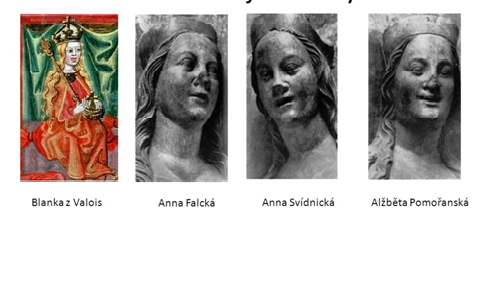 Blanka z Valois
Anna Falcká
Anna Svídnická
Alžběta Pomořanská